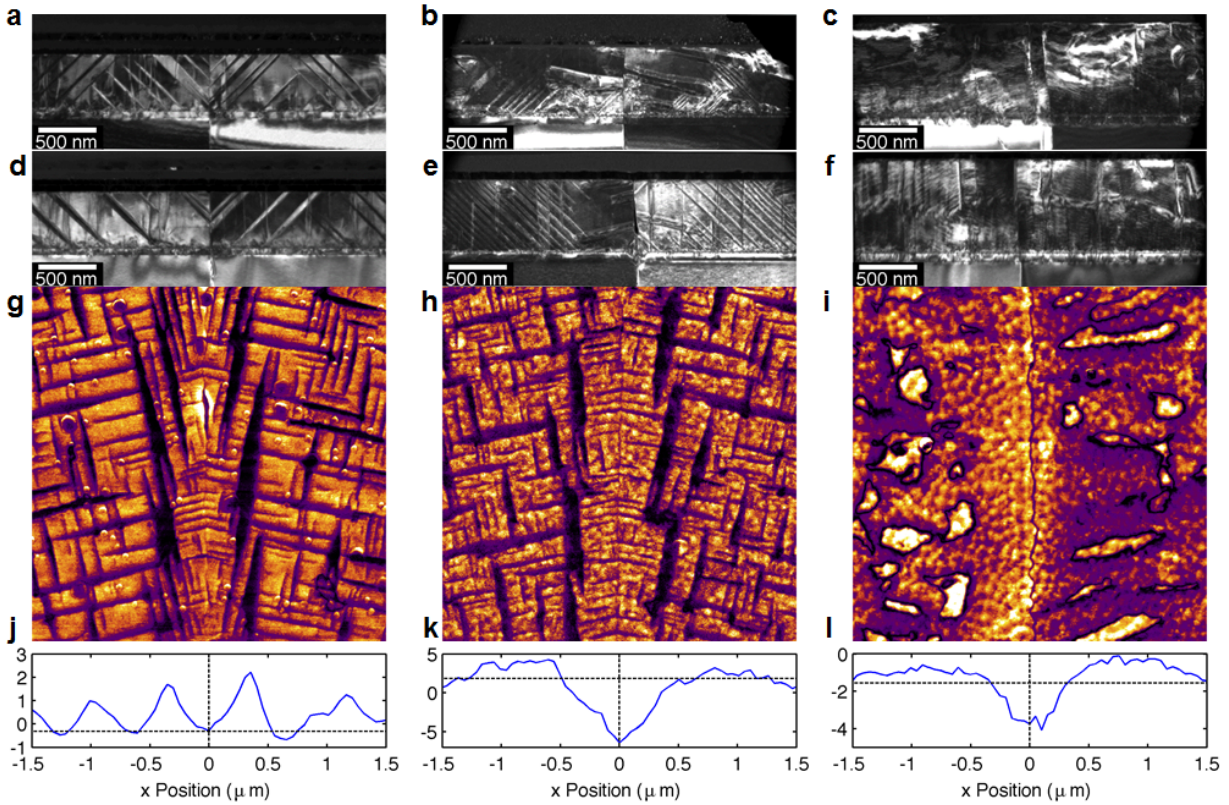 a b c
500 nm 500 nm 500 nm
d e f
500 nm 500 nm 500 nm
g h i
j k l
3 5 0
2
1 0 -2
0
-1 -5 -4
-1.5 -1 -0.5 0 0.5 1 1.5 -1.5 -1 -0.5 0 0.5 1 1.5 -1.5 -1 -0.5 0 0.5 1 1.5
x Position (μ m) x Position (μ m) x Position (μ m)